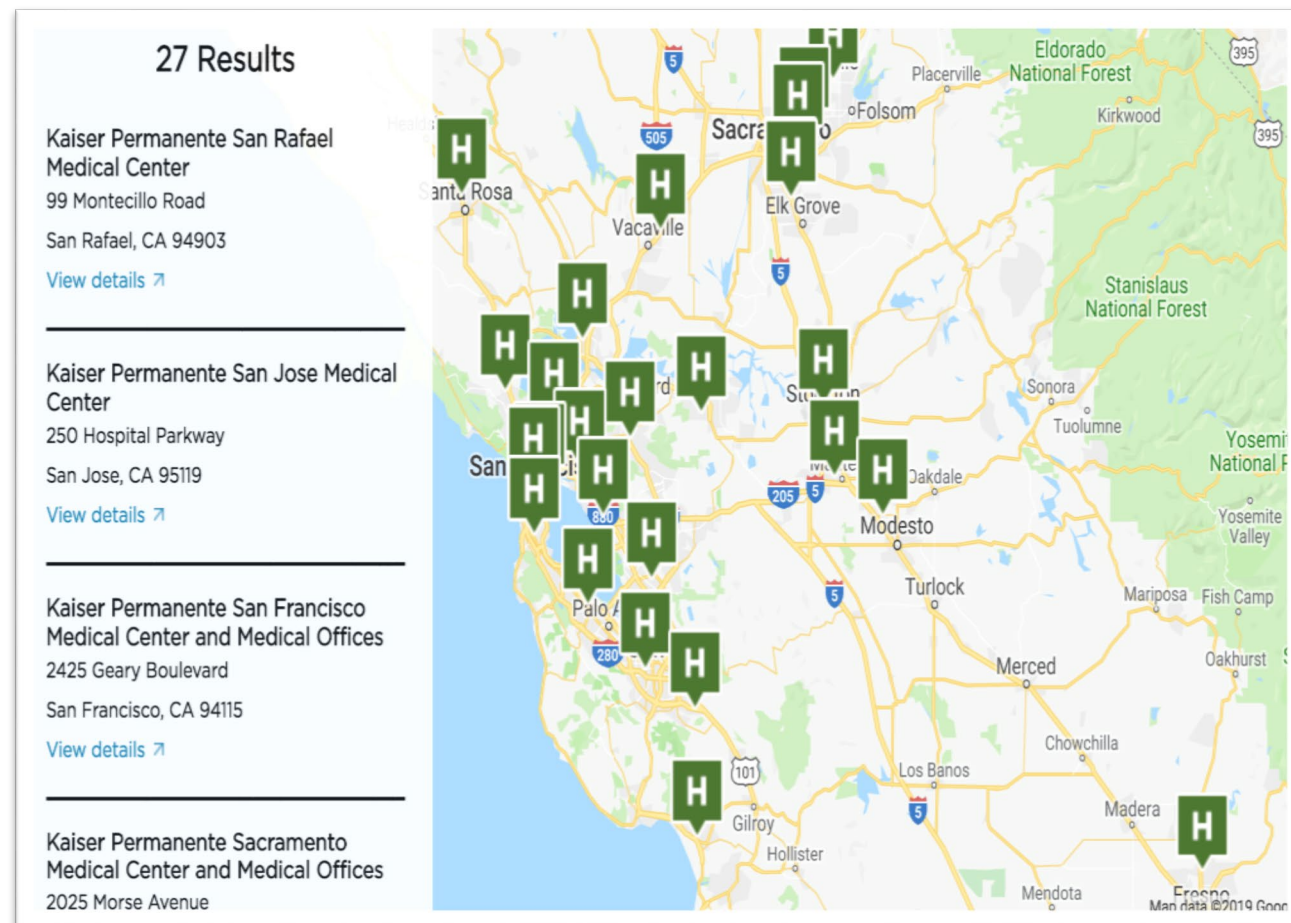 27 Results
Kaiser Permanente San Rafael
Medical Center
99 Montecillo Road
San Rafael, CA 94903
View details
Kaiser Permanente San Jose Medical
Center
250 Hospital Parkway
San Jose, CA 95119
View details
Kaiser Permanente San Francisco
Medical Center and Medical Offices
2425 Geary Boulevard
San Francisco, CA 94115
View details
Kaiser Permanente Sacramento
Medical Center and Medical Offices
2025 Morse Avenue
H
Eldorado
National Forest
395
5
Placerville
H
Folsom
Kirkwood
505
395
H
H
H
Santa Rosa
Vacaville
Elk Grove
5
H
Stanislaus
National Forest
H
H
H
H
H
Sonora
H
H
H
Tuolumne
H
H
H
Oakdale
H
205
5
880
Yosemite
Valley
H
Modesto
H
5
Turlock
Mariposa
Fish Camp
H
280
H
Merced
Oakhurst
Chowchilla
H
101
Los Banos
5
Madera
H
Gilroy
Hollister
Mendota
Fresno
Map data ©2019